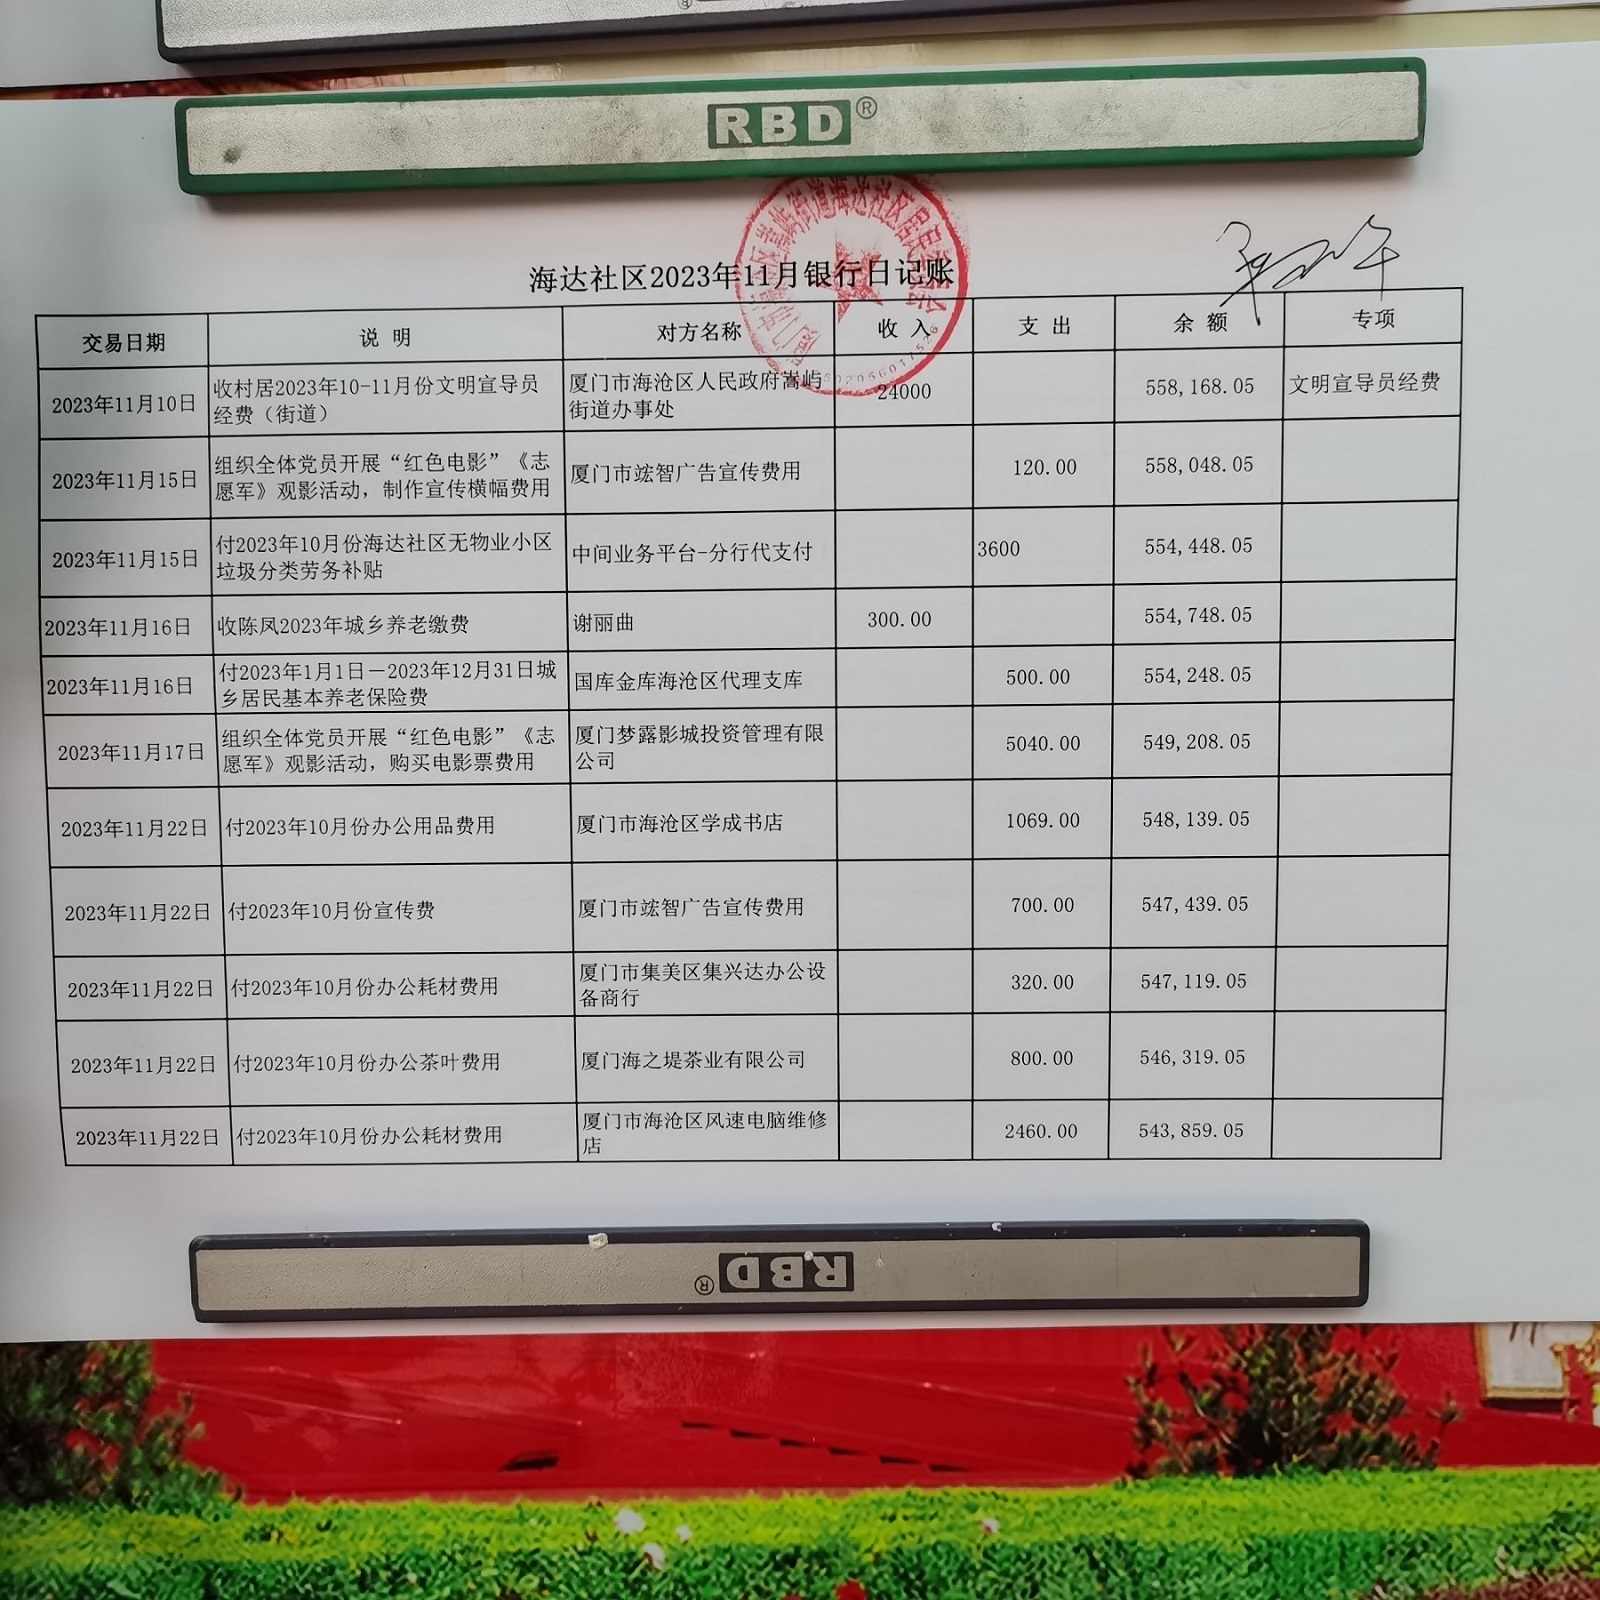 RBD®
海达社区2023年11月银行日记账
交易日期 说 明 对方名称 收 入 支 出 余 额 专项
2023年11月10日 收村居2023年10-11月份文明宣导员 厦门市海沧区人民政府嵩屿 24000 558,168.05 文明宣导员经费
经费（街道） 街道办事处
2023年11月15日 组织全体党员开展“红色电影”《志 厦门市竑智广告宣传费用 120.00 558,048.05
愿军》观影活动，制作宣传横幅费用
2023年11月15日 付2023年10月份海达社区无物业小区 中间业务平台-分行代支付 3600 554,448.05
垃圾分类劳务补贴
2023年11月16日 收陈凤2023年城乡养老缴费 谢丽曲 300.00 554,748.05
2023年11月16日 付2023年1月1日－2023年12月31日城 国库金库海沧区代理支库 500.00 554,248.05
乡居民基本养老保险费
2023年11月17日 组织全体党员开展“红色电影”《志 厦门梦露影城投资管理有限 5040.00 549,208.05
愿军》观影活动，购买电影票费用 公司
2023年11月22日 付2023年10月份办公用品费用 厦门市海沧区学成书店 1069.00 548,139.05
2023年11月22日 付2023年10月份宣传费 厦门市竑智广告宣传费用 700.00 547,439.05
2023年11月22日 付2023年10月份办公耗材费用 厦门市集美区集兴达办公设 320.00 547,119.05
备商行
2023年11月22日 付2023年10月份办公茶叶费用 厦门海之堤茶业有限公司 800.00 546,319.05
2023年11月22日 付2023年10月份办公耗材费用 厦门市海沧区风速电脑维修 2460.00 543,859.05
店
RBD®